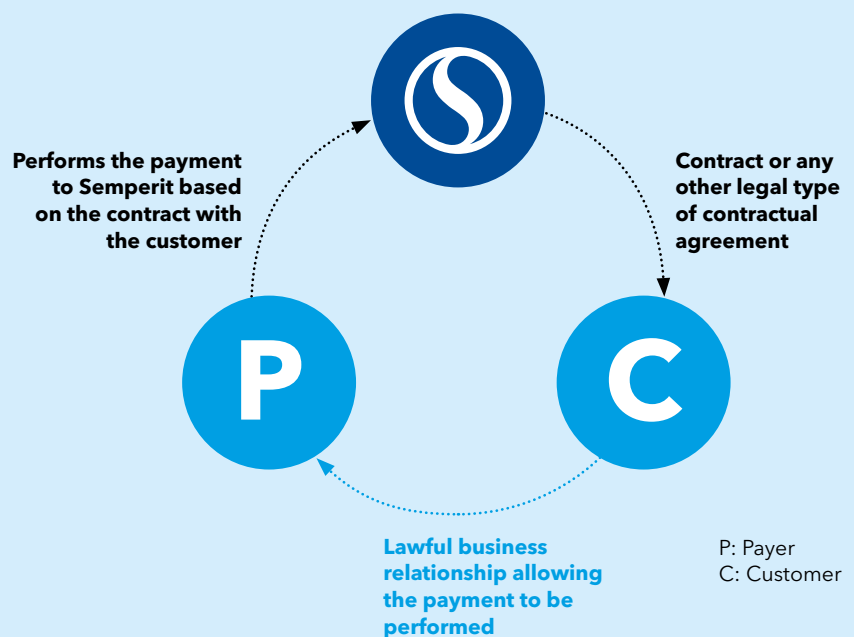 Performs the payment
to Semperit based
on the contract with
the customer
Contract or any
other legal type
of contractual
agreement
P
C
Lawful business
relationship allowing
the payment to be
performed
P: Payer
C: Customer